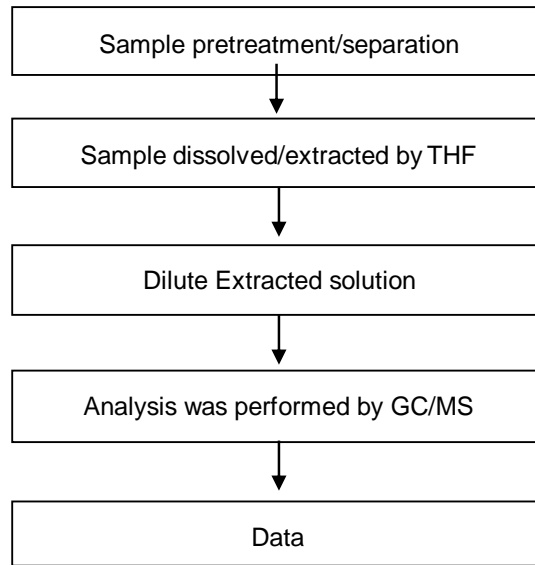 Sample pretreatment/separation
Sample dissolved/extracted by THF
Dilute Extracted solution
Analysis was performed by GC/MS
Data